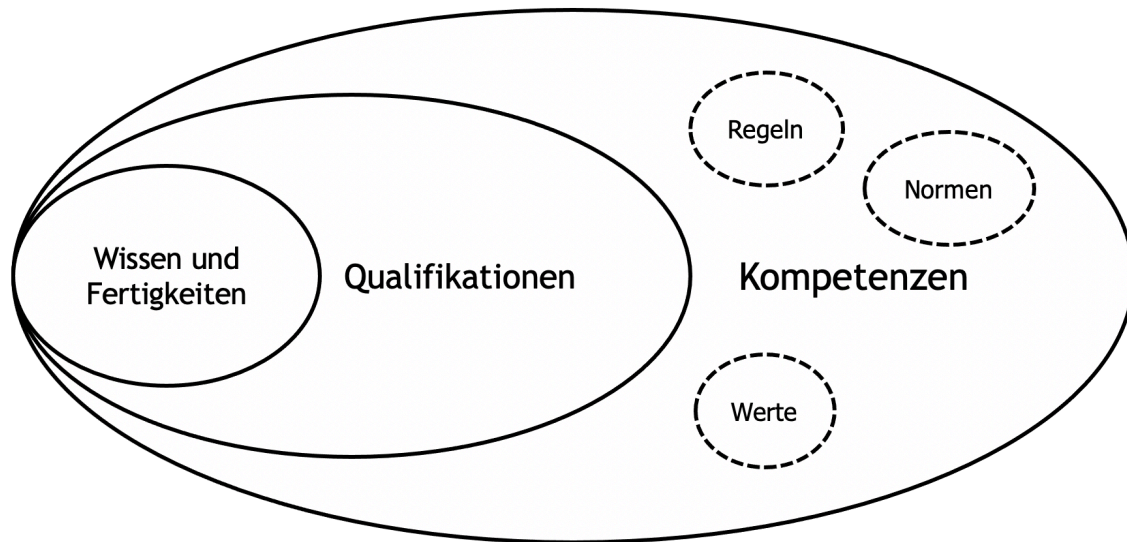 Regeln
Normen
Wissen und
Fertigkeiten
Qualifikationen
Kompetenzen
Werte